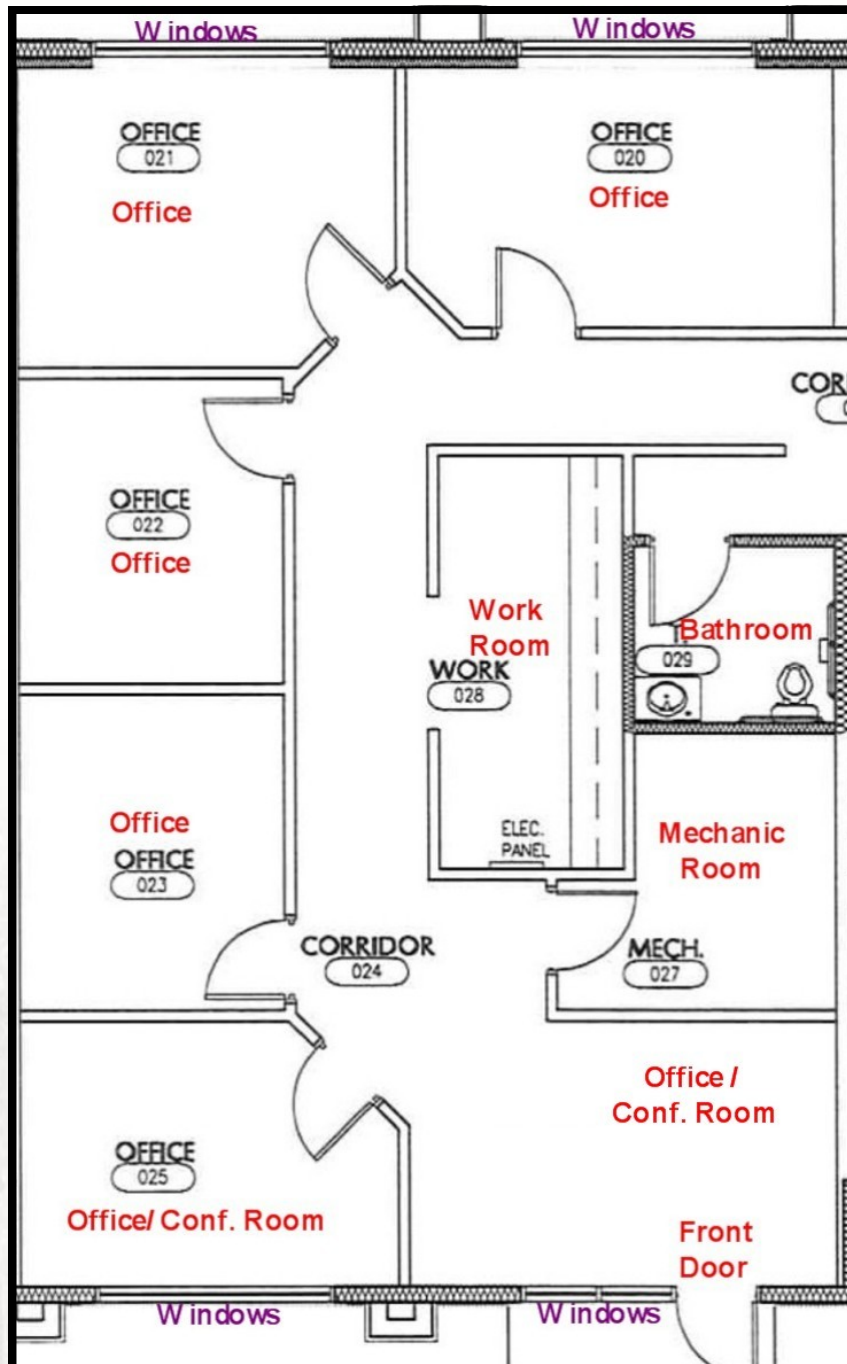 Windows
Windows
OFFICE
021
Office
OFFICE
020
Office
OFFICE
022
Office
Work
Room
WORK
028
Bathroom
029
Office
OFFICE
023
ELEC.
PANEL
Mechanic
Room
MECH.
027
CORRIDOR
024
Office /
Conf. Room
OFFICE
025
Office/ Conf. Room
Front
Door
Windows
Windows